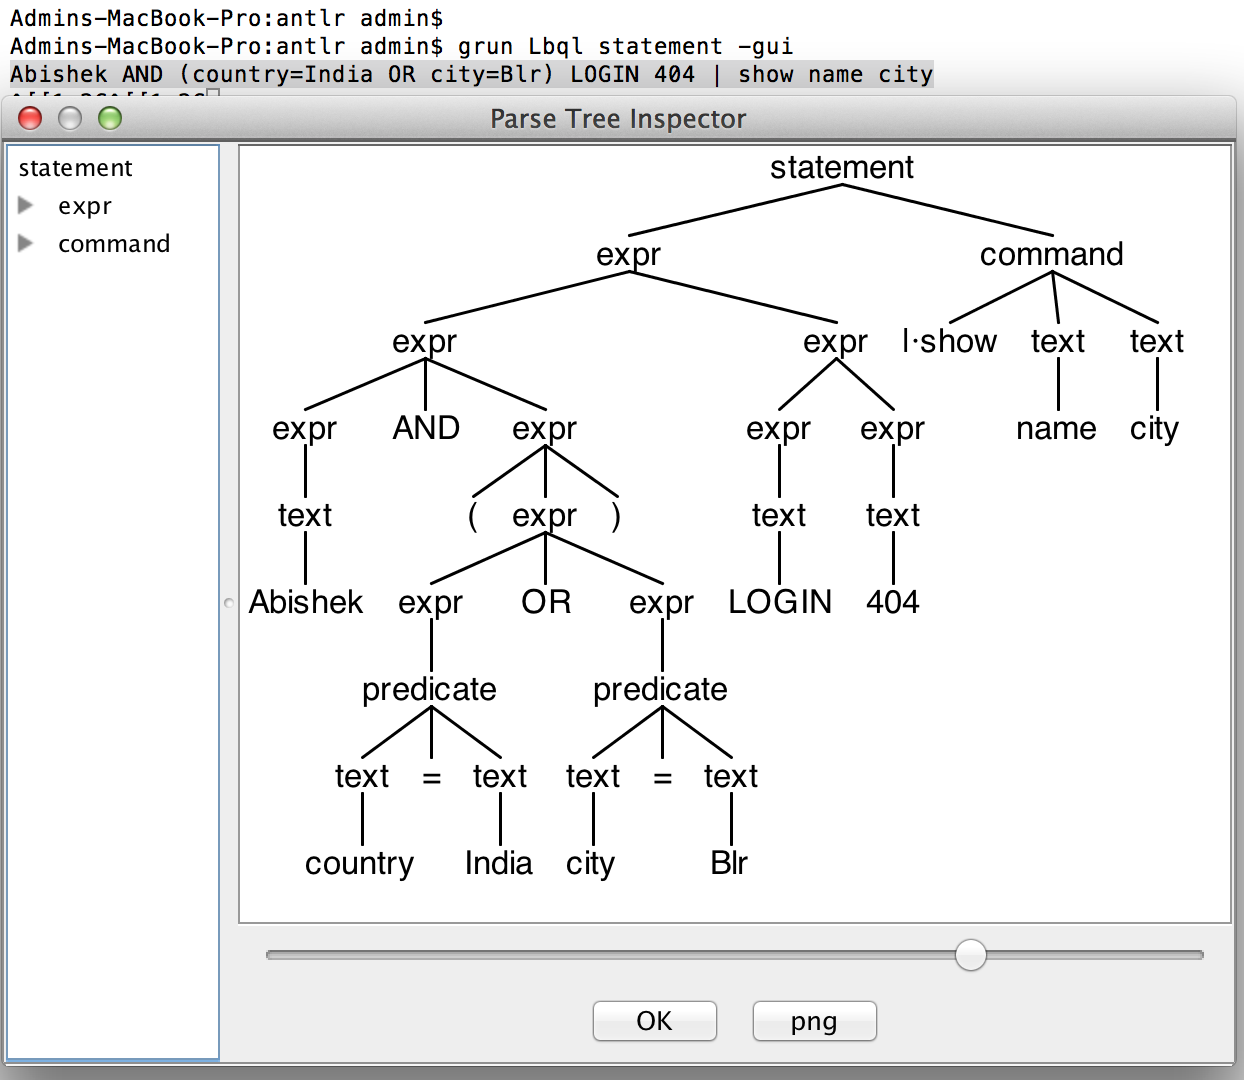 Admins-MacBook-Pro:antlr admin$
Admins-MacBook-Pro:antlr admin$ grun Lbql statement -gui
Abishek AND (country=India OR city=Blr) LOGIN 404 | show name city
Parse Tree Inspector
statement
expr
command
statement
expr command
expr expr |·show text text
expr AND expr expr expr name city
text ( expr ) text text
Abishek expr OR expr LOGIN 404
predicate predicate
text = text text = text
country India city Blr
OK png